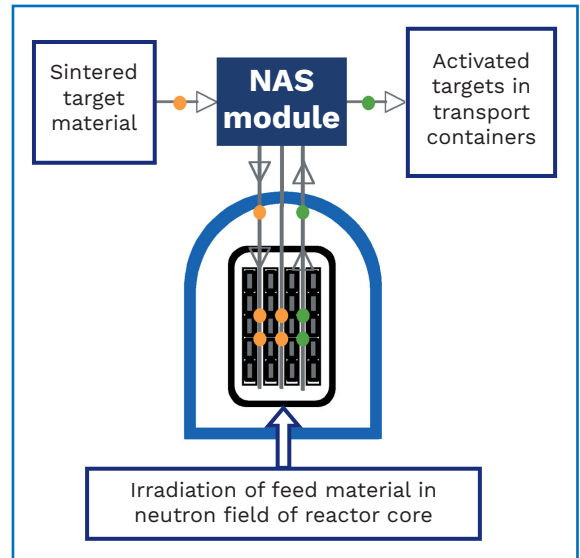 Sintered
target
material
NAS
module
Activated
targets in
transport
containers
Irradiation of feed material in
neutron field of reactor core